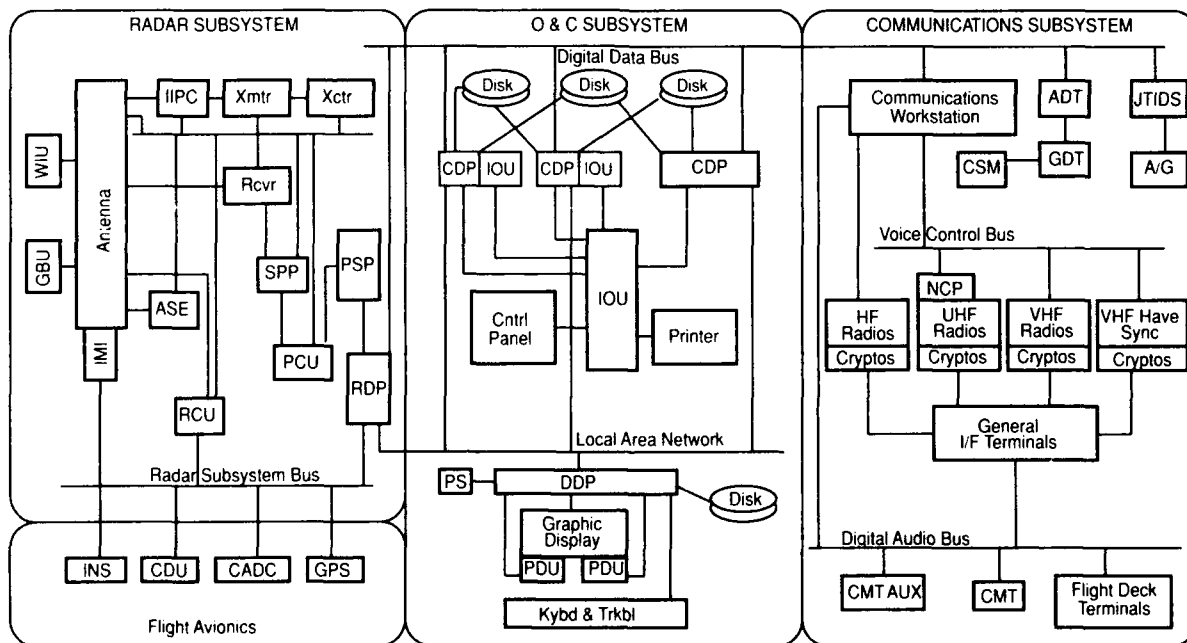 RADAR SUBSYSTEM
O & C SUBSYSTEM
COMMUNICATIONS SUBSYSTEM
IIPC
Xmtr
Xctr
WIU
Antenna
Rcvr
GBU
SPP
PSP
ASE
IMI
PCU
RDP
RCU
Radar Subsystem Bus
INS
CDU
CADC
GPS
Flight Avionics
Digital Data Bus
Disk
Disk
Disk
CDP
IOU
CDP
IOU
CDP
IOU
Cntrl
Panel
Printer
Local Area Network
PS
DDP
Disk
Graphic
Display
PDU
PDU
Kybd & Trkbl
Communications
Workstation
ADT
JTIDS
CSM
GDT
A/G
Voice Control Bus
NCP
HF
Radios
Cryptos
UHF
Radios
Cryptos
VHF
Radios
Cryptos
VHF Have
Sync
Cryptos
General
I/F Terminals
Digital Audio Bus
CMT AUX
CMT
Flight Deck
Terminals